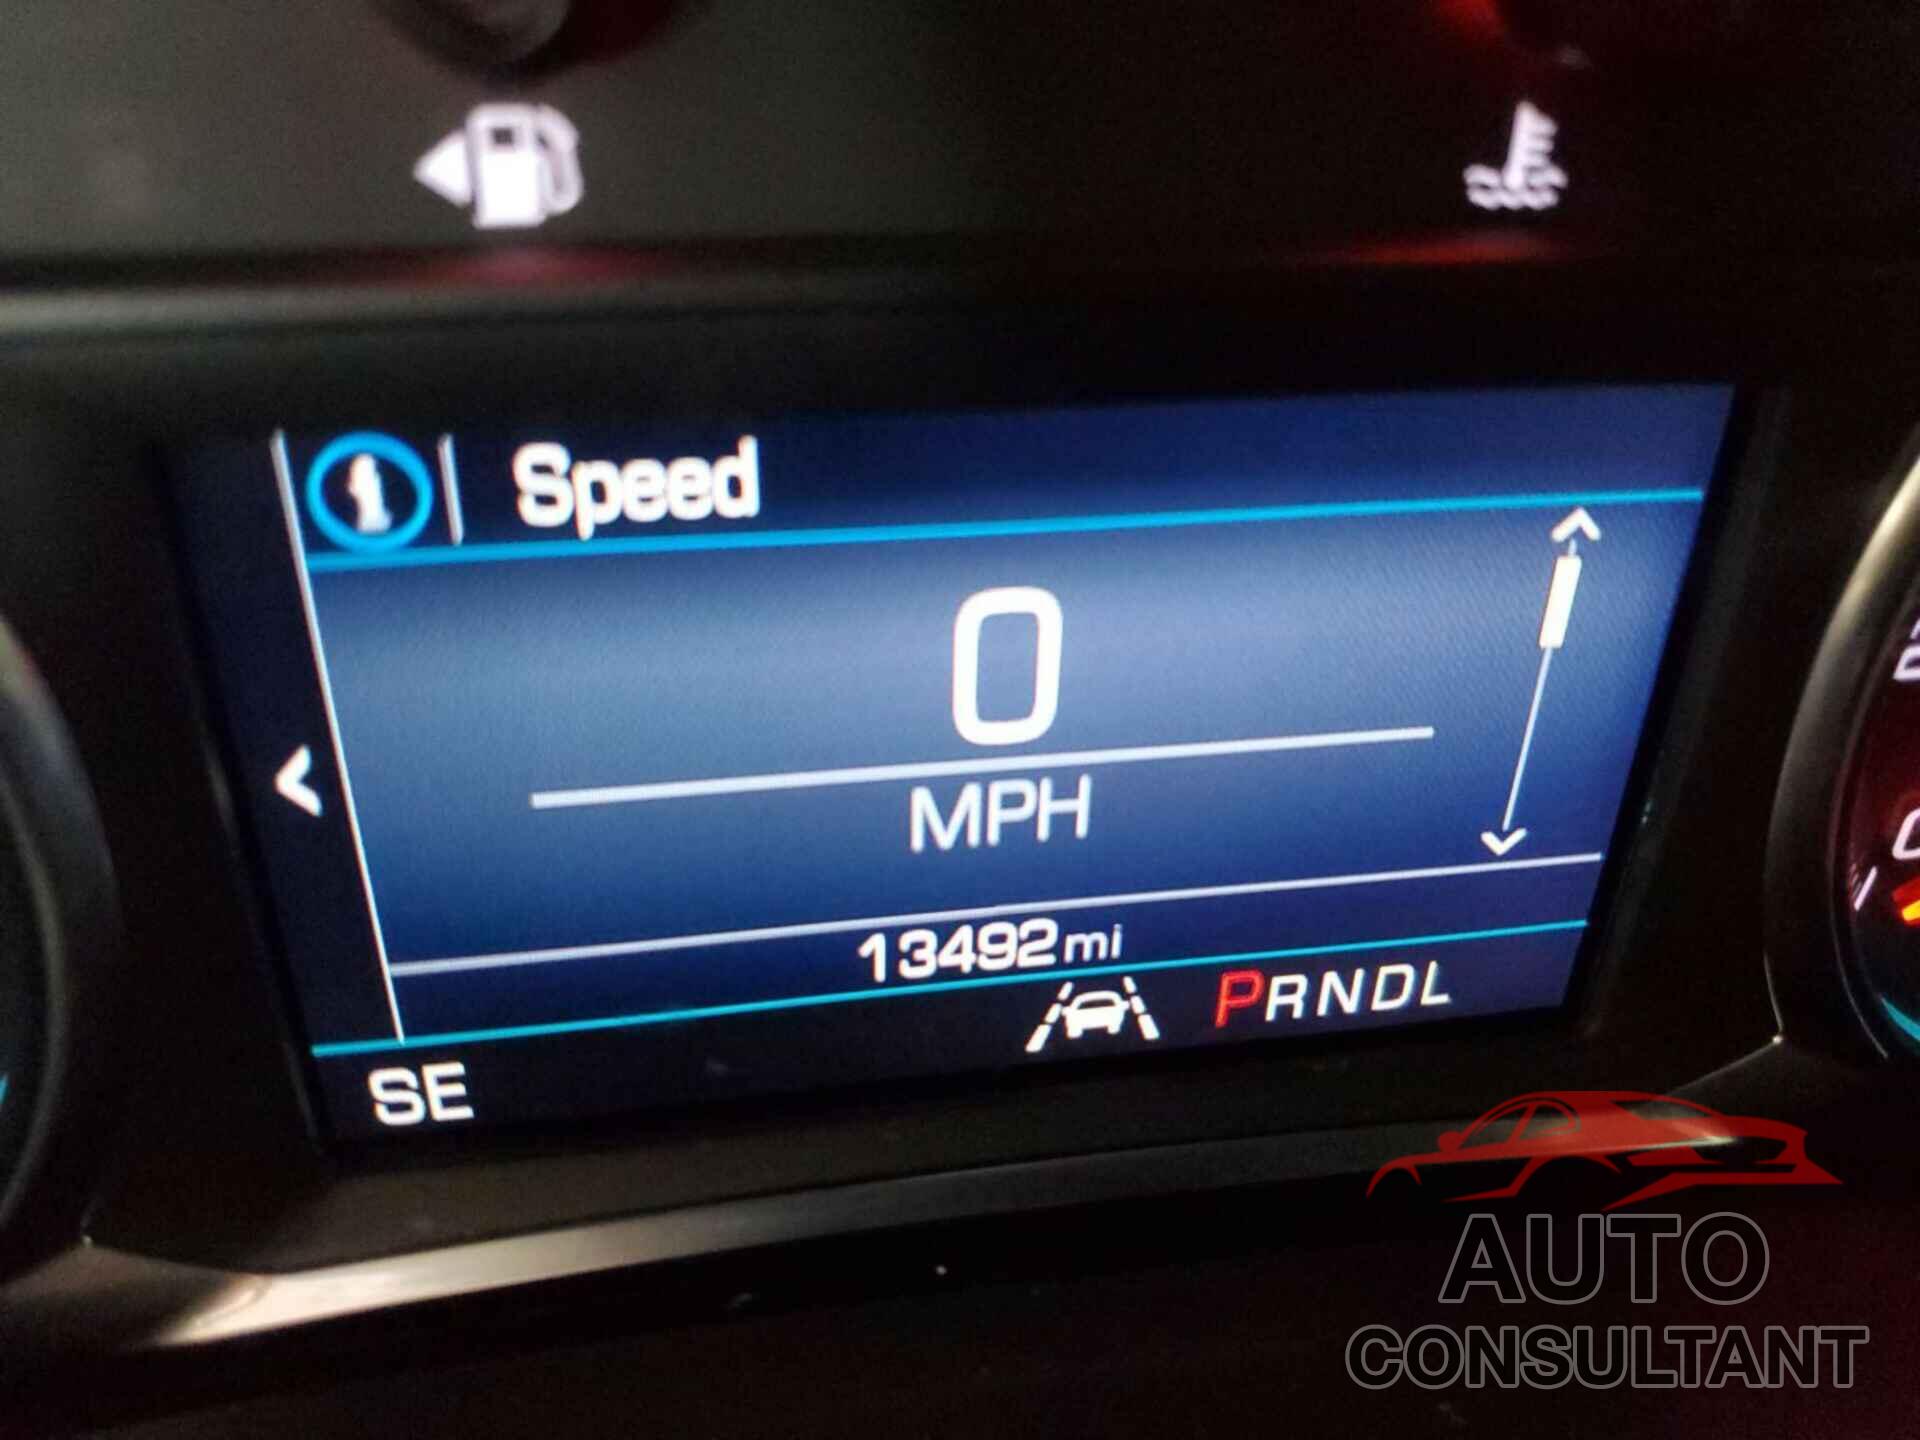 Speed
0
MPH
13492 mi
PRNDL
SE
AUTO
CONSULTANT